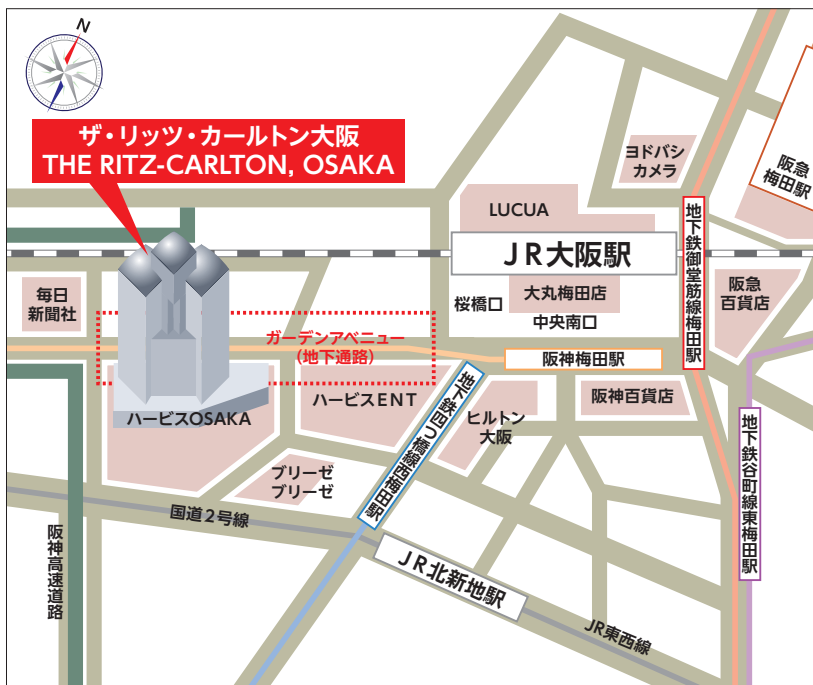 N
ザ・リッツ・カールトン大阪
THE RITZ-CARLTON, OSAKA
ヨドバシ
カメラ
阪急
梅田駅
LUCUA
地下鉄御堂筋線梅田駅
JR大阪駅
毎日
新聞社
桜橋口
大丸梅田店
中央南口
阪急
百貨店
ガーデンアベニュー
(地下通路)
阪神梅田駅
ハービスOSAKA
ハービスENT
地下鉄四つ橋線西梅田駅
ヒルトン
大阪
阪神百貨店
地下鉄谷町線東梅田駅
ブリーゼ
ブリーゼ
国道2号線
阪神高速道路
JR北新地駅
JR東西線